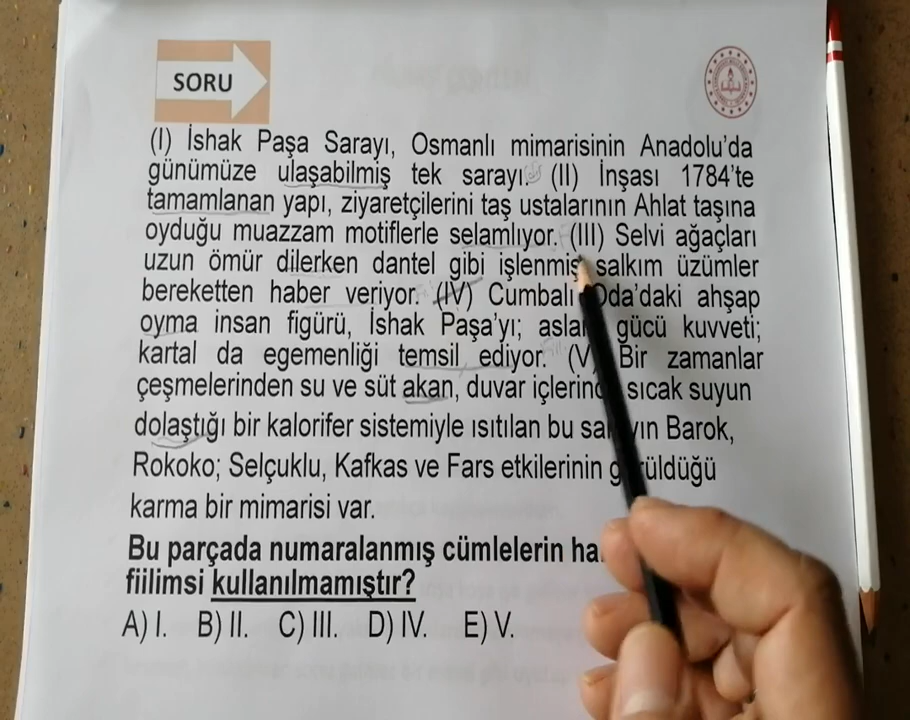 SORU
(I) İshak Paşa Sarayı, Osmanlı mimarisinin Anadolu'da
günümüze ulaşabilmiş tek sarayı. (II) İnşası 1784'te
tamamlanan yapı, ziyaretçilerini taş ustalarının Ahlat taşına
oyduğu muazzam motiflerle selamlıyor. (III) Selvi ağaçları
uzun ömür dilerken dantel gibi işlenmiş salkım üzümler
bereketten haber veriyor. (IV) Cumbalı Oda'daki ahşap
oyma insan figürü, İshak Paşa'yı; aslan gücü kuvveti;
kartal da egemenliği temsil ediyor. (V) Bir zamanlar
çeşmelerinden su ve süt akan, duvar içlerinde sıcak suyun
dolaştığı bir kalorifer sistemiyle ısıtılan bu sarayın Barok,
Rokoko; Selçuklu, Kafkas ve Fars etkilerinin görüldüğü
karma bir mimarisi var.
Bu parçada numaralanmış cümlelerin
fiilimsi kullanılmamıştır?
A) I. B) II. C) III. D) IV. E) V.